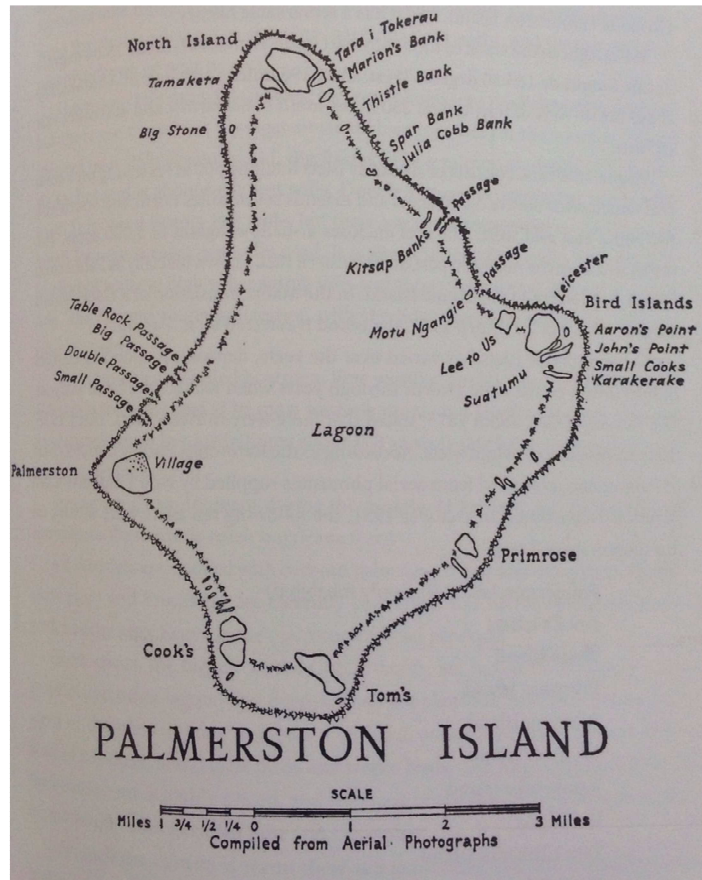 North Island
Tara i Tokerau
Marion's Bank
Tamaketa
Thistle Bank
Big Stone
Spar Bank
Julia Cobb Bank
Passage
Kitsap Banks
Passage
Leicester
Motu Ngangie
Bird Islands
Lee to Us
Aaron's Point
John's Point
Small Cooks
Suatumu
Karakerake
Table Rock Passage
Big Passage
Double Passage
Small Passage
Lagoon
Palmerston
Village
Primrose
Cook's
Tom's
PALMERSTON ISLAND
SCALE
Miles 1 3/4 1/2 1/4 0 1 2 3 Miles
Compiled from Aerial Photographs